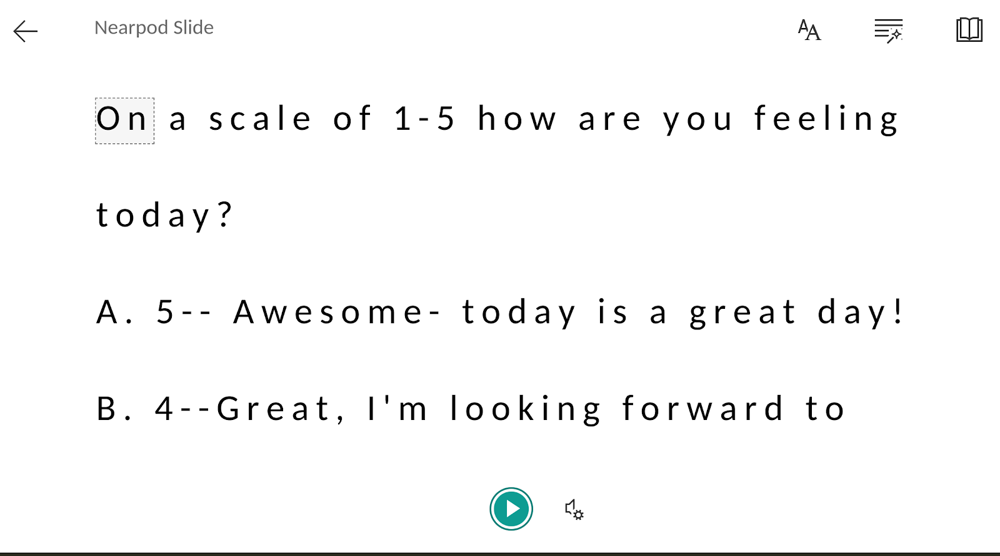 Nearpod Slide
On a scale of 1-5 how are you feeling
today?
A. 5-- Awesome- today is a great day!
B. 4--Great, I'm looking forward to